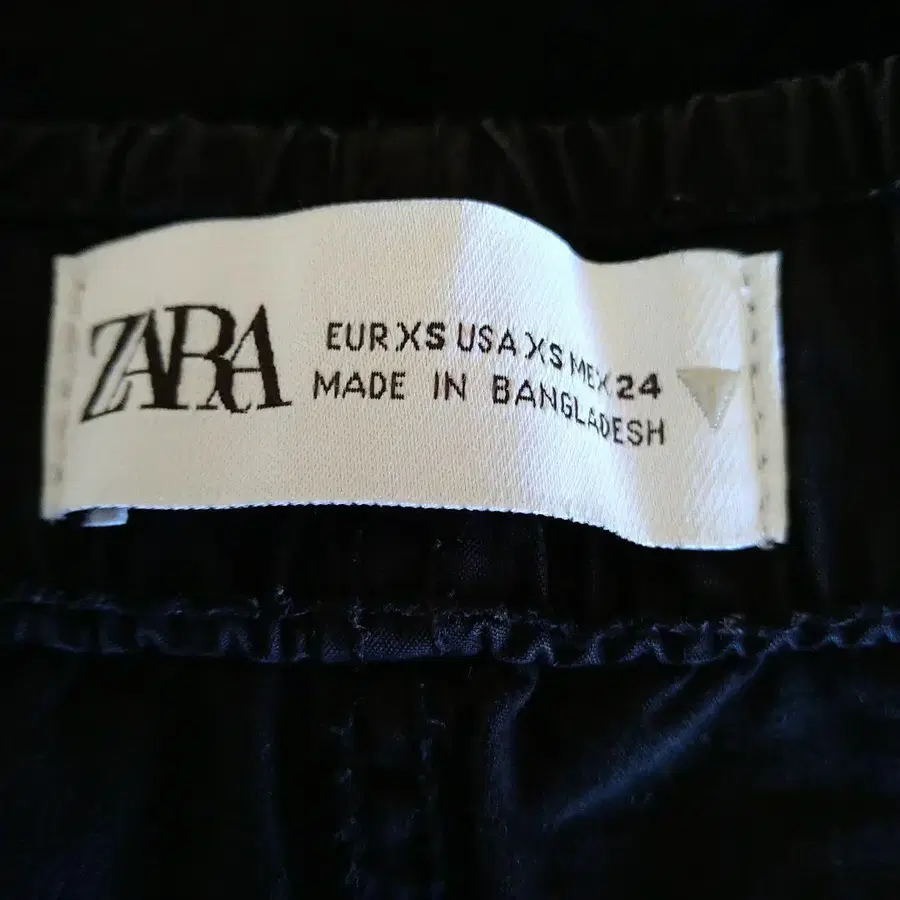 ZARA
EUR XS USA XS MEX 24
MADE IN BANGLADESH